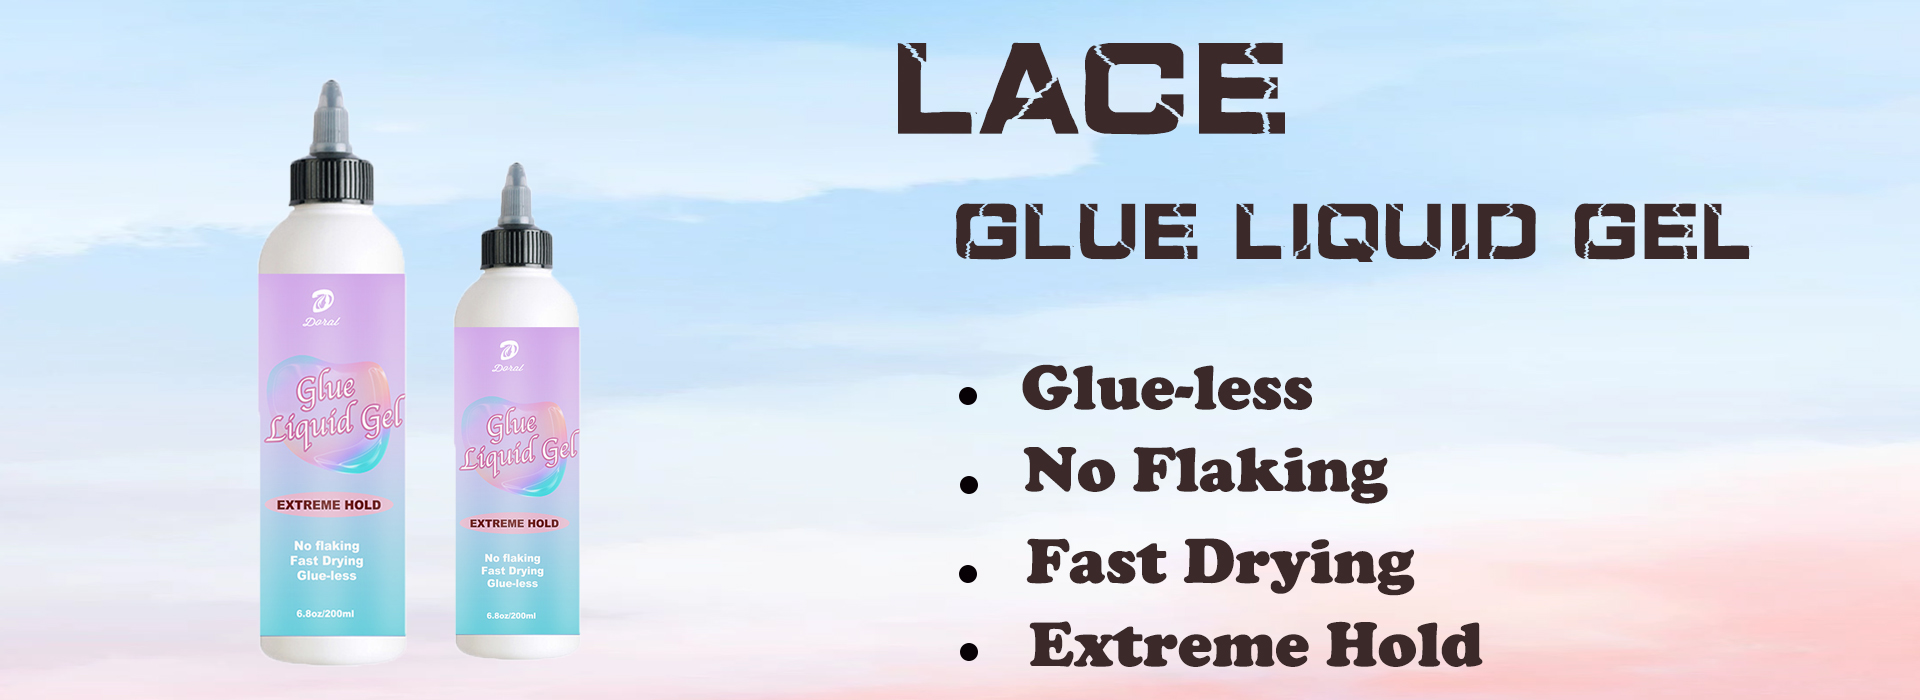 LACE
GLUE LIQUID GEL
• Glue-less
• No Flaking
• Fast Drying
• Extreme Hold
Doral
Glue
Liquid Gel
EXTREME HOLD
No flaking
Fast Drying
Glue-less
6.8oz/200ml
Doral
Glue
Liquid Gel
EXTREME HOLD
No flaking
Fast Drying
Glue-less
6.8oz/200ml